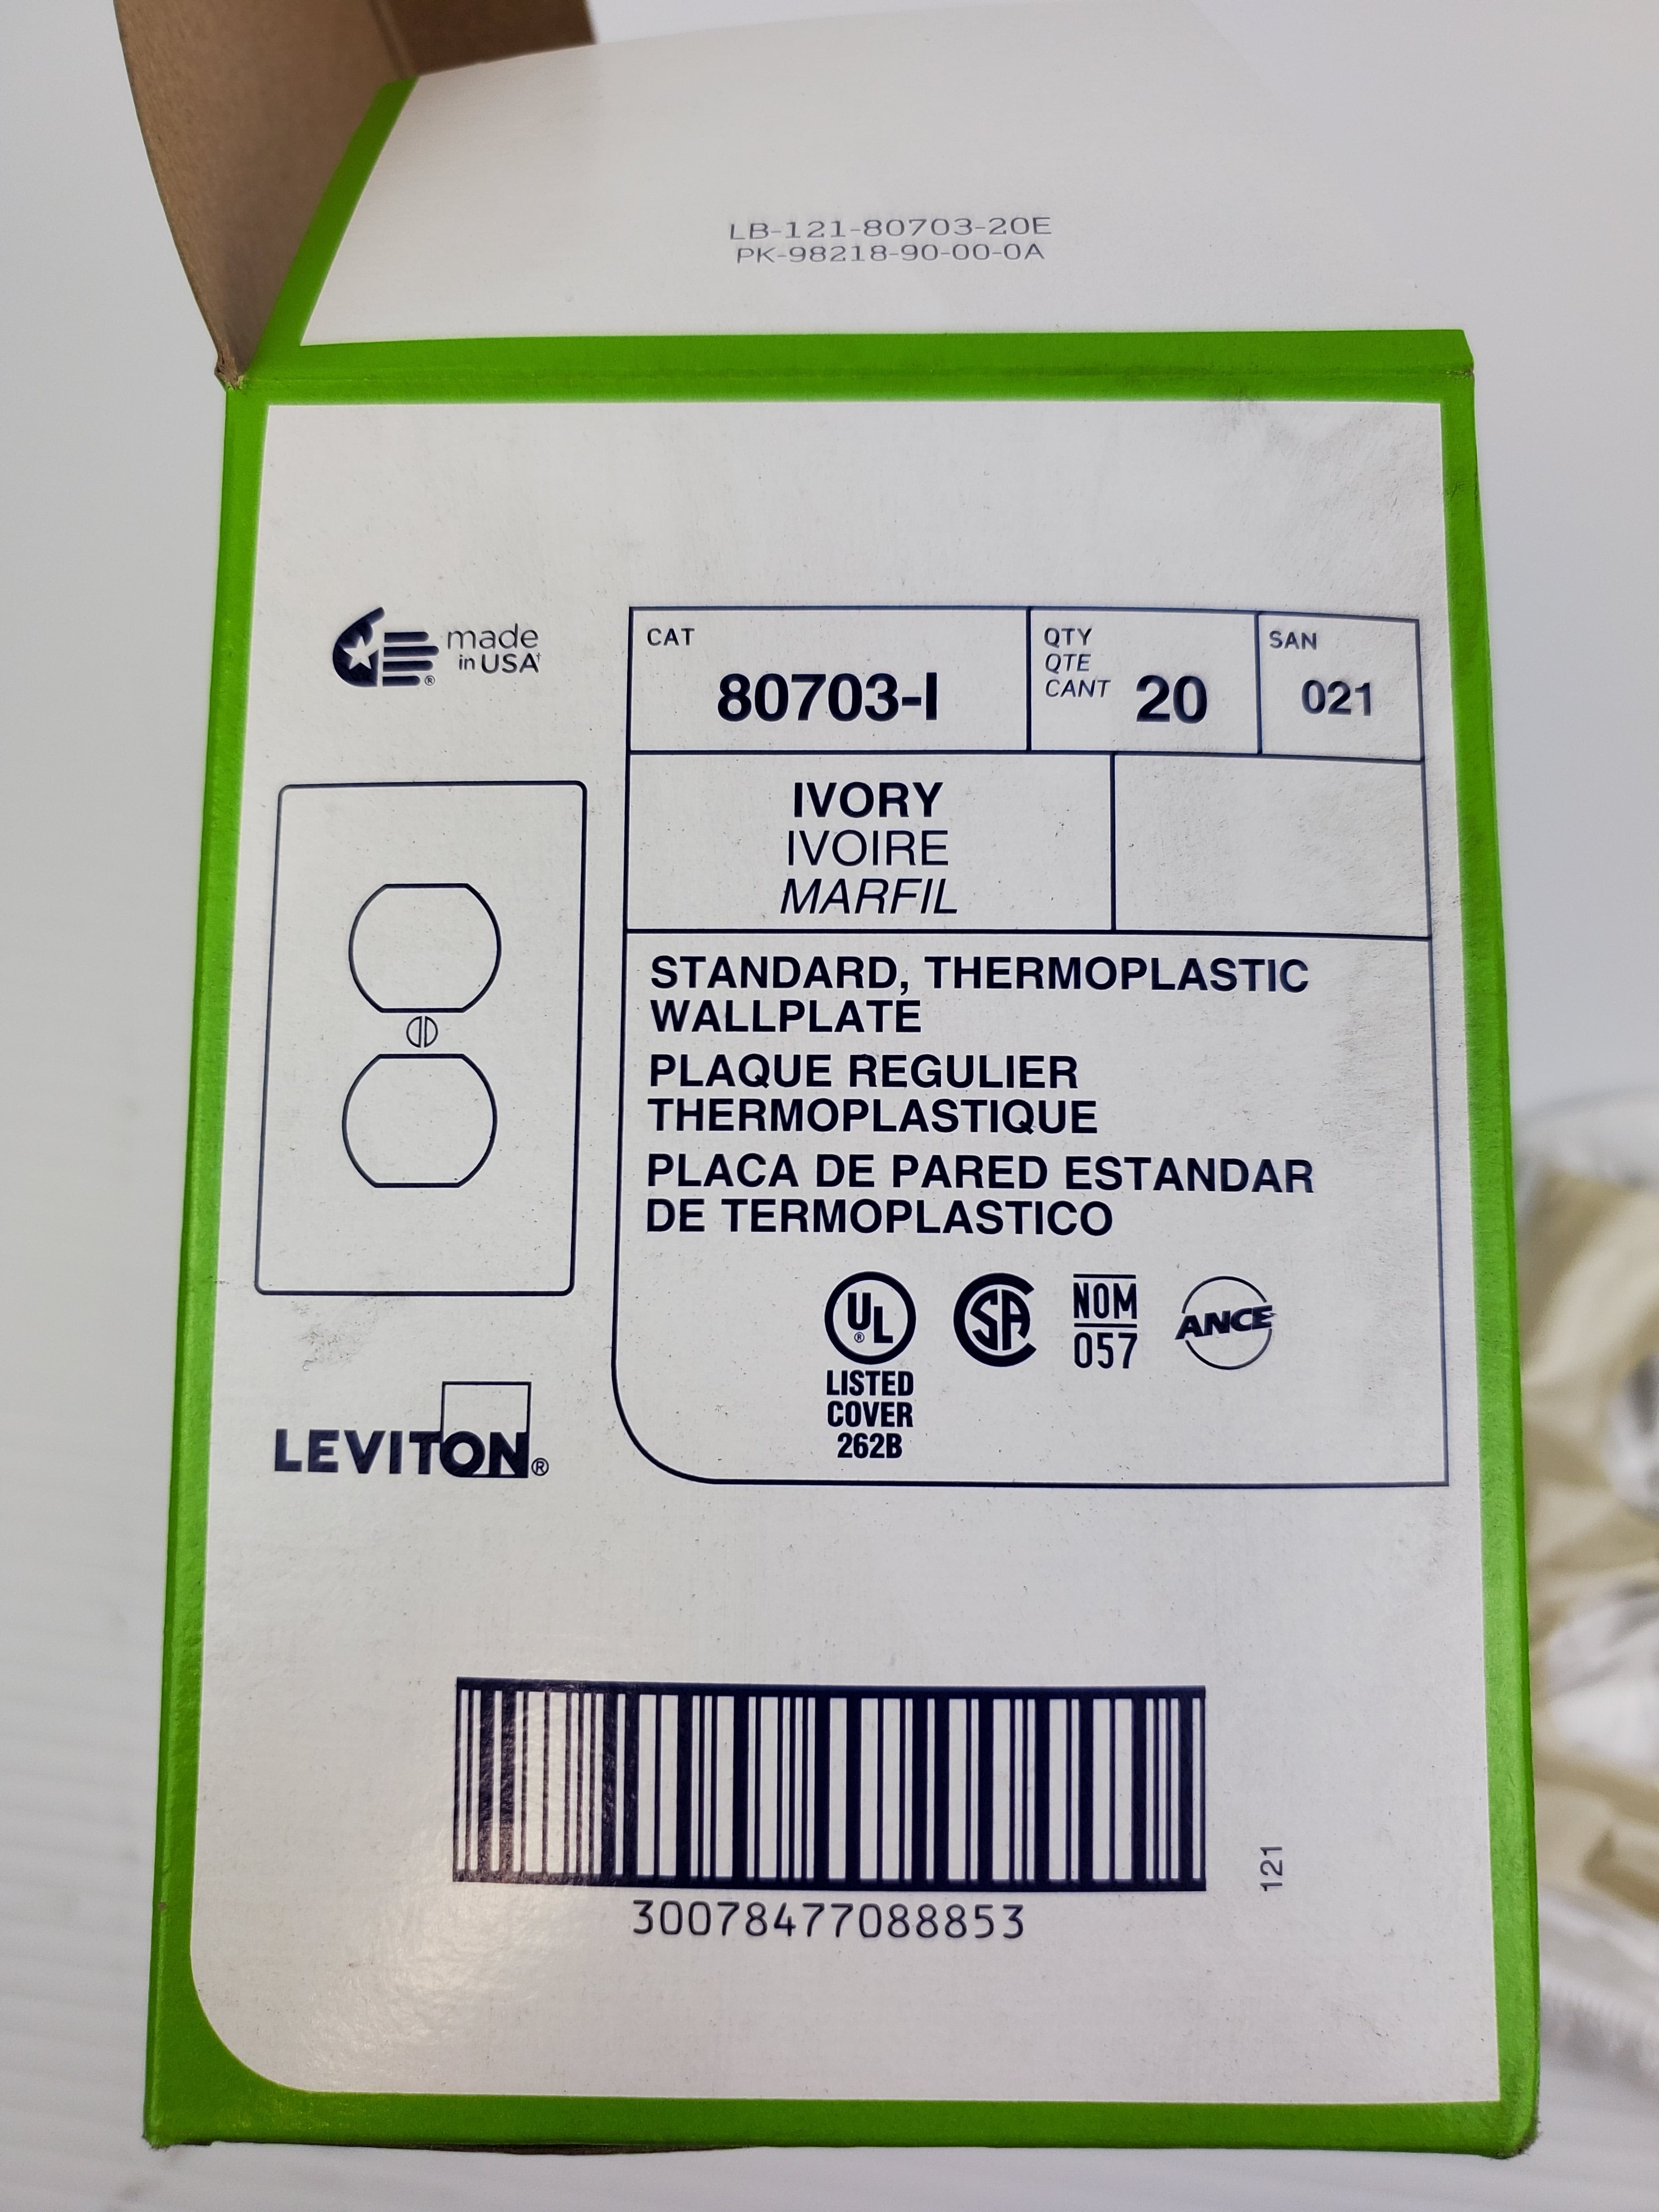 LB-121-80703-20E
PK-98218-90-00-0A
made
in USA†
®
CAT
80703-I
QTY
QTE
CANT
20
SAN
021
IVORY
IVOIRE
MARFIL
STANDARD, THERMOPLASTIC
WALLPLATE
PLAQUE REGULIER
THERMOPLASTIQUE
PLACA DE PARED ESTANDAR
DE TERMOPLASTICO
UL®
LISTED
COVER
262B
SA
NOM
057
ANCE
LEVITON®
30078477088853
121